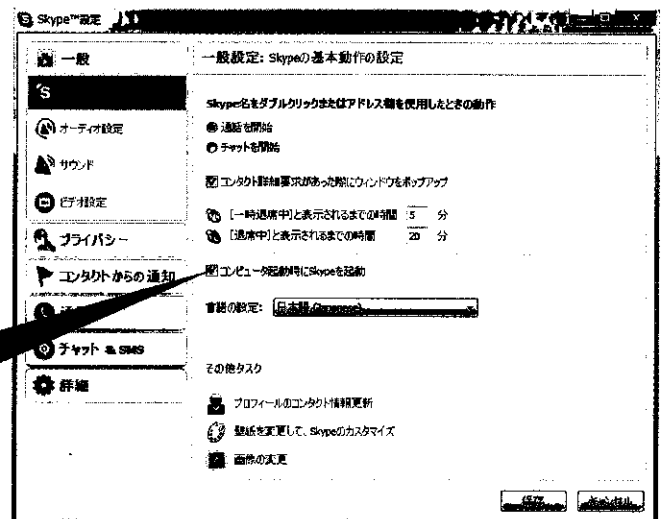 Skype™設定
一般
オーディオ設定
サウンド
ビデオ設定
プライバシー
コンタクトからの通知
チャット & SMS
詳細
一般設定: Skypeの基本動作の設定
Skype名をダブルクリックまたはアドレス欄を使用したときの動作
通話を開始
チャットを開始
コンタクト詳細要求があった際にウィンドウをポップアップ
[一時退席中]と表示されるまでの時間 5 分
[退席中]と表示されるまでの時間 20 分
コンピュータ起動時にSkypeを起動
言語の設定: 日本語 (Japanese)
その他タスク
プロフィールのコンタクト情報更新
壁紙を変更して、Skypeのカスタマイズ
画像の変更
保存 キャンセル